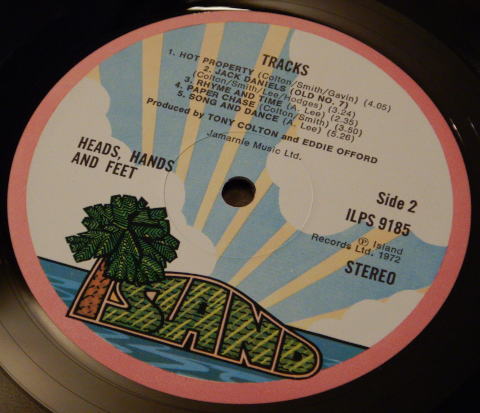 TRACKS
1. HOT PROPERTY (Colton/Smith/Gavin) (4.05)
2. JACK DANIELS (OLD NO. 7)
(Colton/Smith/Lee/Hodges) (3.24)
3. RHYME AND TIME (A. Lee) (2.35)
4. PAPER CHASE (Colton/Smith) (3.50)
5. SONG AND DANCE (A. Lee) (5.26)
Produced by TONY COLTON and EDDIE OFFORD
Jamarnie Music Ltd.
HEADS, HANDS
AND FEET
Side 2
ILPS 9185
℗ Island
Records Ltd. 1972
STEREO
ISLAND